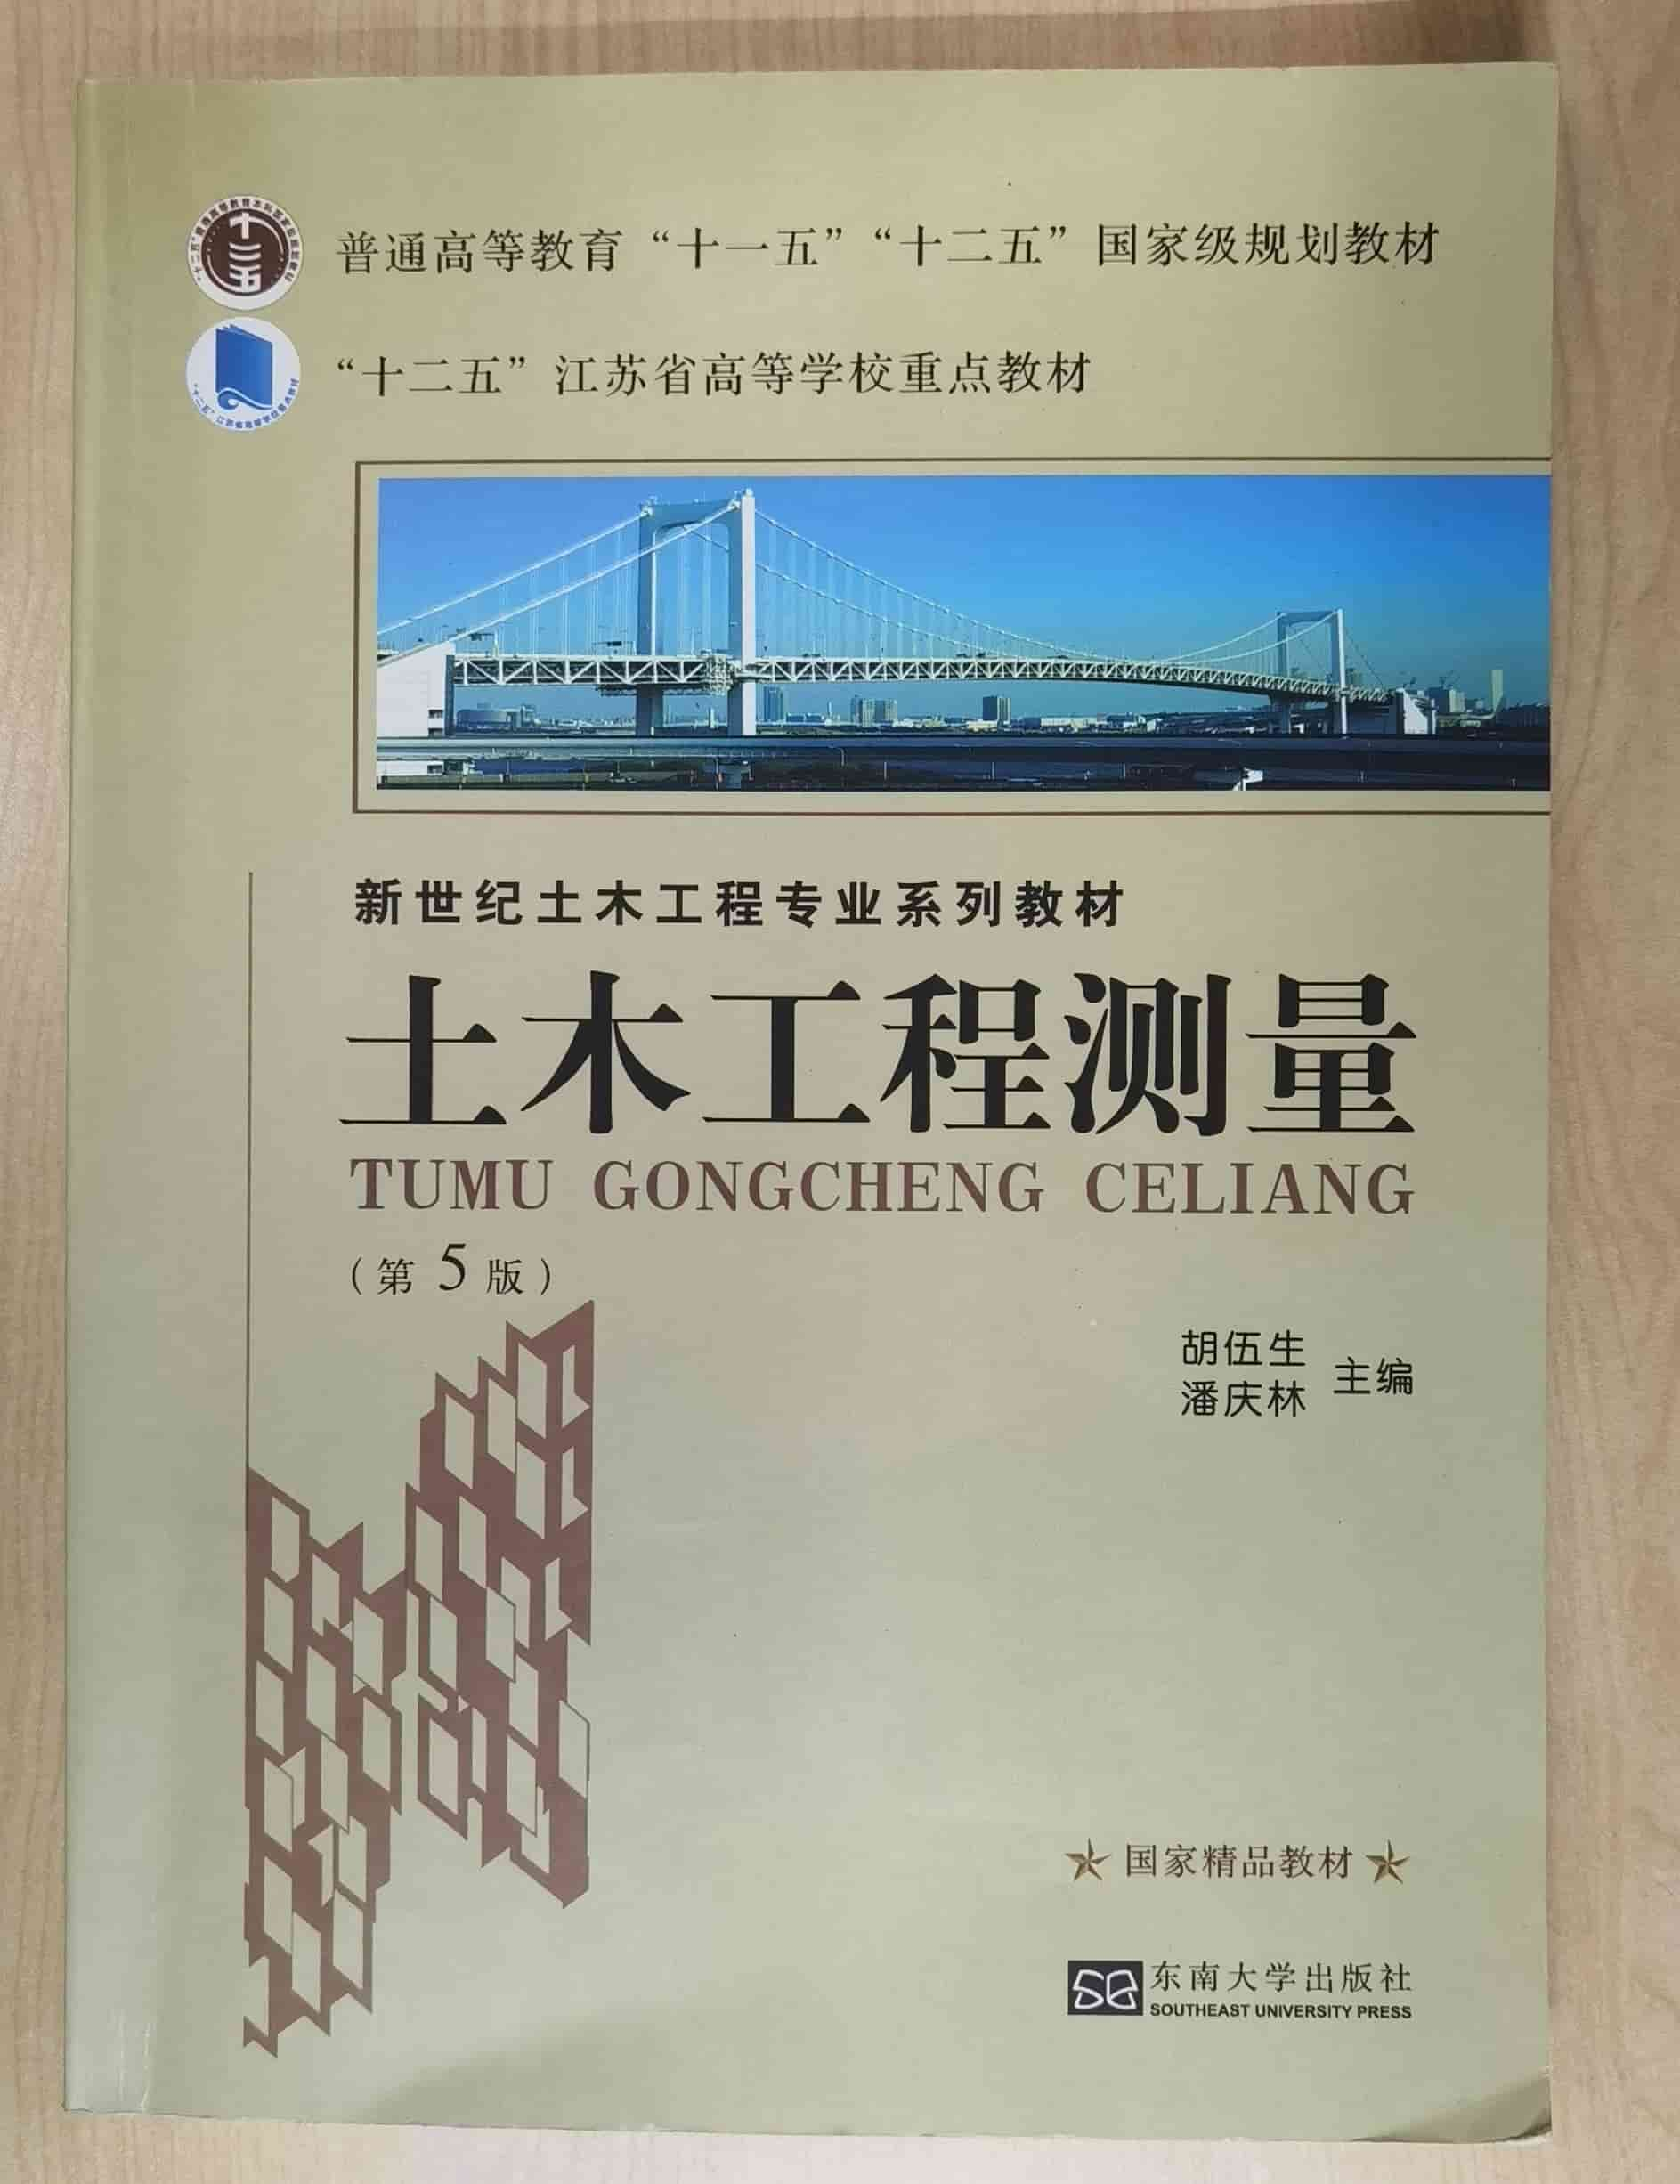 普通高等教育“十一五”“十二五”国家级规划教材
“十二五”江苏省高等学校重点教材
新世纪土木工程专业系列教材
土木工程测量
TUMU GONGCHENG CELIANG
（第5版）
胡伍生
潘庆林
主编
国家精品教材
东南大学出版社
SOUTHEAST UNIVERSITY PRESS